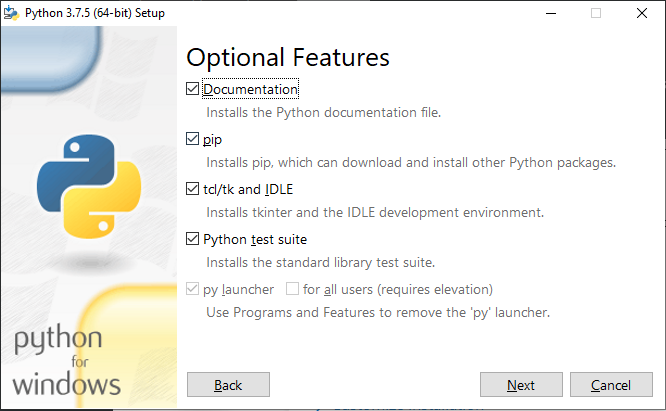 Python 3.7.5 (64-bit) Setup
Optional Features
Documentation
Installs the Python documentation file.
pip
Installs pip, which can download and install other Python packages.
tcl/tk and IDLE
Installs tkinter and the IDLE development environment.
Python test suite
Installs the standard library test suite.
py launcher for all users (requires elevation)
Use Programs and Features to remove the 'py' launcher.
python
for
windows
Back Next Cancel